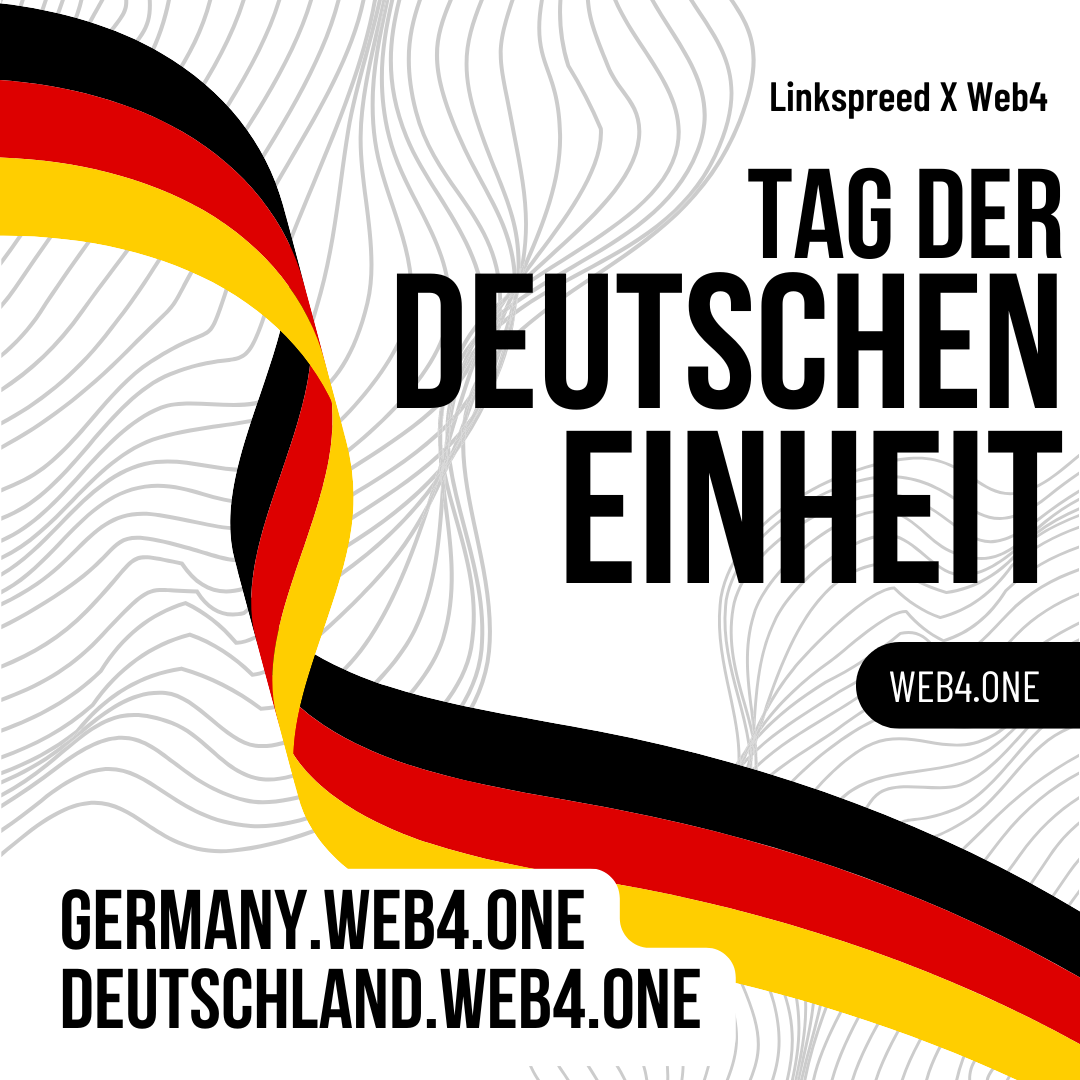 Linkspreed X Web4
TAG DER
DEUTSCHEN
EINHEIT
WEB4.ONE
GERMANY.WEB4.ONE
DEUTSCHLAND.WEB4.ONE